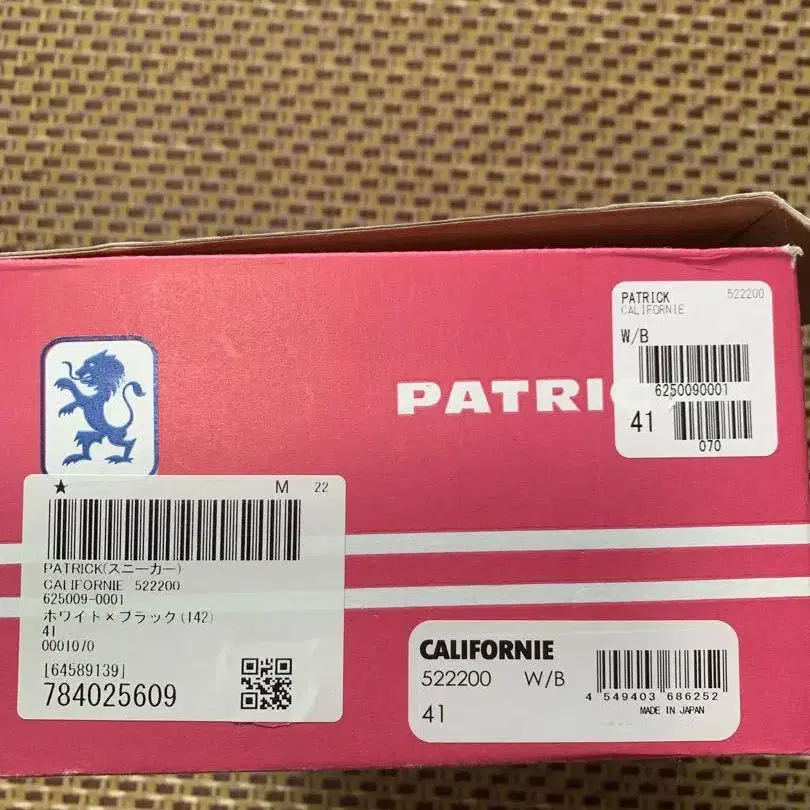 PATRICK 522200
CALIFORNIE
W/B
6250090001
41
070
PATRI
★ M 22
PATRICK(スニーカー)
CALIFORNIE 522200
625009-0001
ホワイト×ブラック(142)
41
0001070
[64589139]
784025609
CALIFORNIE
522200 W/B
41
4 549403 686252
MADE IN JAPAN